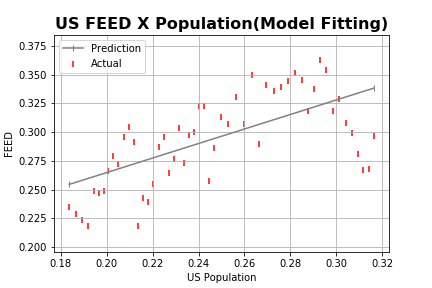 US FEED X Population(Model Fitting)
Prediction
Actual
FEED
0.375
0.350
0.325
0.300
0.275
0.250
0.225
0.200
0.18 0.20 0.22 0.24 0.26 0.28 0.30 0.32
US Population